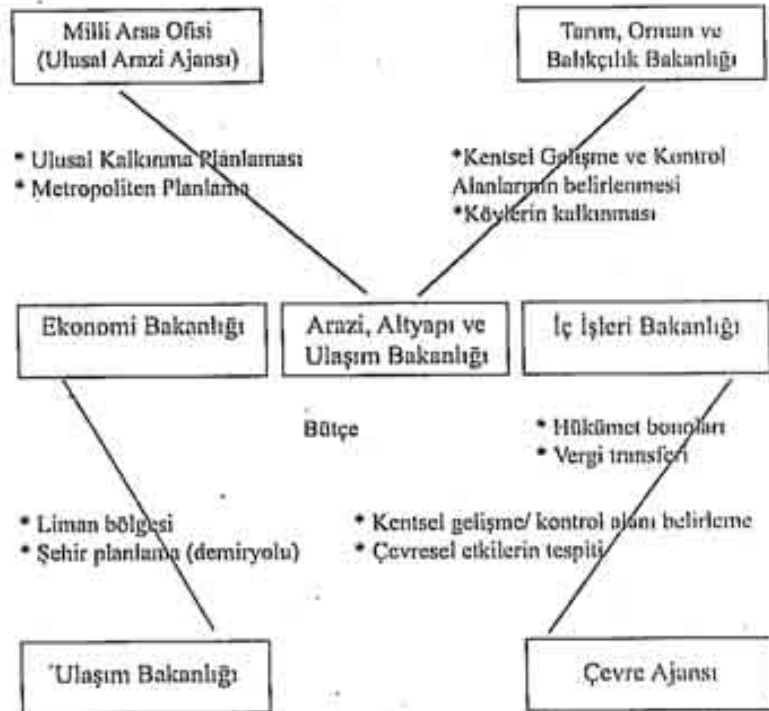 Milli Arsa Ofisi
(Ulusal Arazi Ajansı)
Tarım, Orman ve
Balıkçılık Bakanlığı
* Ulusal Kalkınma Planlaması
* Metropoliten Planlama
*Kentsel Gelişme ve Kontrol
Alanlarının belirlenmesi
*Köylerin kalkınması
Ekonomi Bakanlığı
Arazi, Altyapı ve
Ulaşım Bakanlığı
İç İşleri Bakanlığı
Bütçe
* Hükümet bonoları
* Vergi transferi
* Liman bölgesi
* Şehir planlama (demiryolu)
* Kentsel gelişme/ kontrol alanı belirleme
* Çevresel etkilerin tespiti
Ulaşım Bakanlığı
Çevre Ajansı